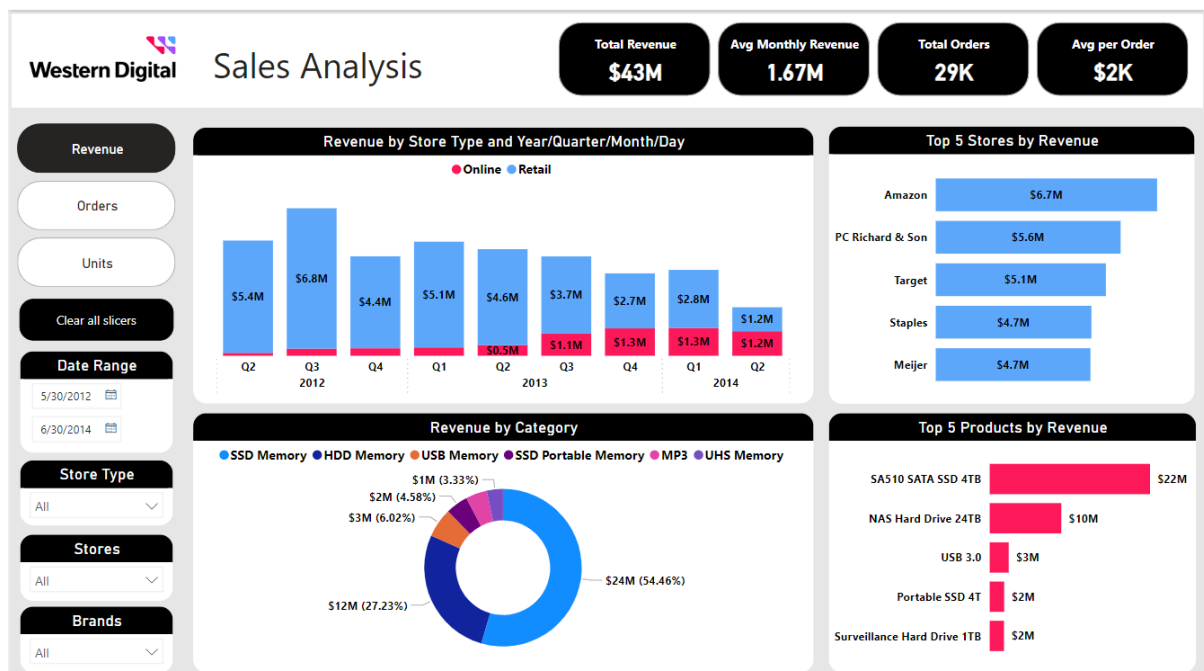 Western Digital
Sales Analysis
Total Revenue
$43M
Avg Monthly Revenue
1.67M
Total Orders
29K
Avg per Order
$2K
Revenue
Orders
Units
Clear all slicers
Date Range
5/30/2012
6/30/2014
Store Type
All
Stores
All
Brands
All
Revenue by Store Type and Year/Quarter/Month/Day
Online Retail
$5.4M
$6.8M
$4.4M
$5.1M
$4.6M
$0.5M
$3.7M
$1.1M
$2.7M
$1.3M
$2.8M
$1.3M
$1.2M
$1.2M
Q2 Q3 Q4 Q1 Q2 Q3 Q4 Q1 Q2
2012 2013 2014
Top 5 Stores by Revenue
Amazon $6.7M
PC Richard & Son $5.6M
Target $5.1M
Staples $4.7M
Meijer $4.7M
Revenue by Category
SSD Memory HDD Memory USB Memory SSD Portable Memory MP3 UHS Memory
$1M (3.33%)
$2M (4.58%)
$3M (6.02%)
$12M (27.23%)
$24M (54.46%)
Top 5 Products by Revenue
SA510 SATA SSD 4TB $22M
NAS Hard Drive 24TB $10M
USB 3.0 $3M
Portable SSD 4T $2M
Surveillance Hard Drive 1TB $2M